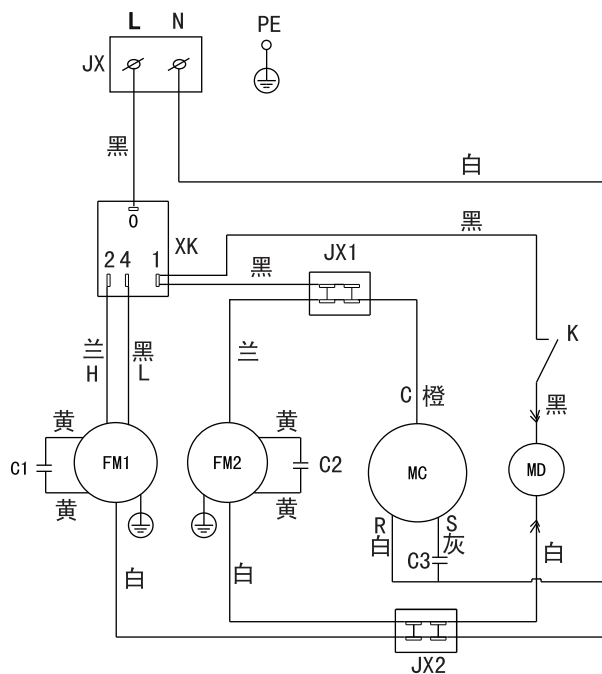 L N PE
JX
黑
白
0
XK
黑
2 4 1
JX1
黑
兰 黑 兰
H L
K
C 橙
黑
黄 黄
C1 FM1 FM2 C2 MC MD
黄 黄
R S
白 灰
白 白 C3 白
JX2